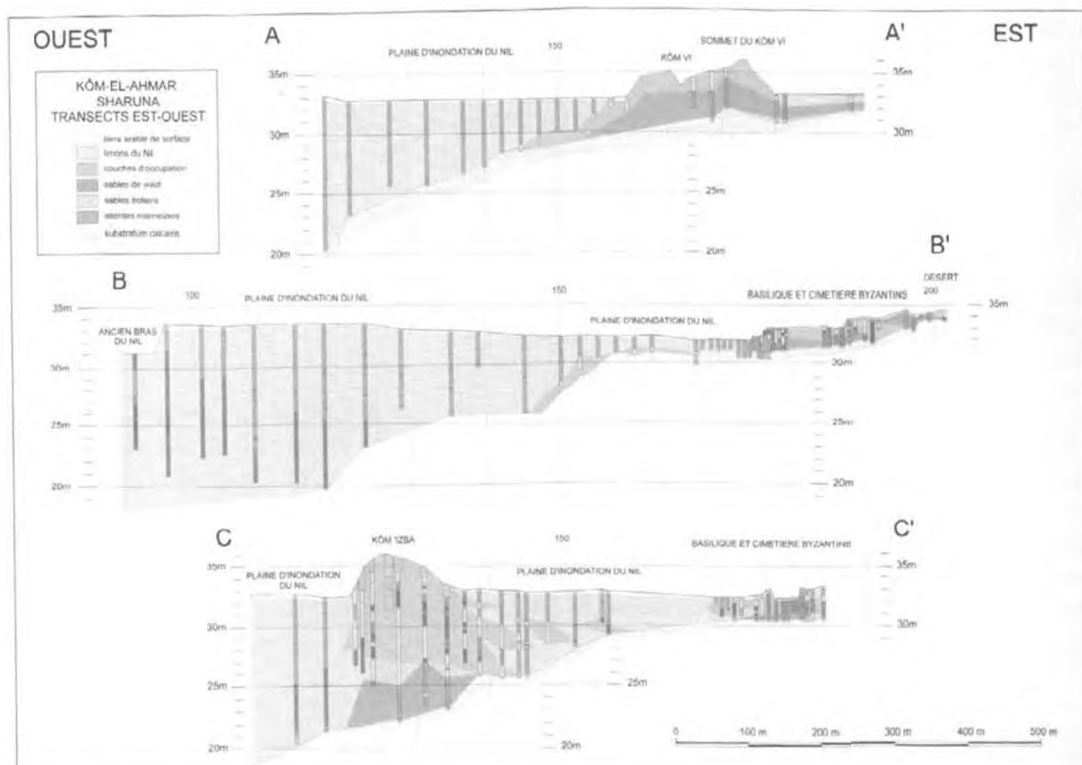 OUEST
EST
KÔM-EL-AHMAR
SHARUNA
TRANSECTS EST-OUEST
terre arable de surface
limons du Nil
couches d'occupation
sables éoliens
substratum calcaire
A
A'
PLAINE D'INONDATION DU NIL
150
SOMMET DU KÔM VI
KÔM VI
35m
35m
30m
30m
25m
25m
20m
20m
B
B'
100
PLAINE D'INONDATION DU NIL
150
BASILIQUE ET CIMETIERE BYZANTINS
DESERT
200
35m
35m
ANCIEN BRAS
DU NIL
PLAINE D'INONDATION DU NIL
30m
30m
25m
25m
20m
20m
C
C'
KÔM 'IZBA
150
BASILIQUE ET CIMETIERE BYZANTINS
35m
35m
PLAINE D'INONDATION
DU NIL
PLAINE D'INONDATION DU NIL
30m
30m
25m
25m
20m
20m
0 100 m 200 m 300 m 400 m 500 m